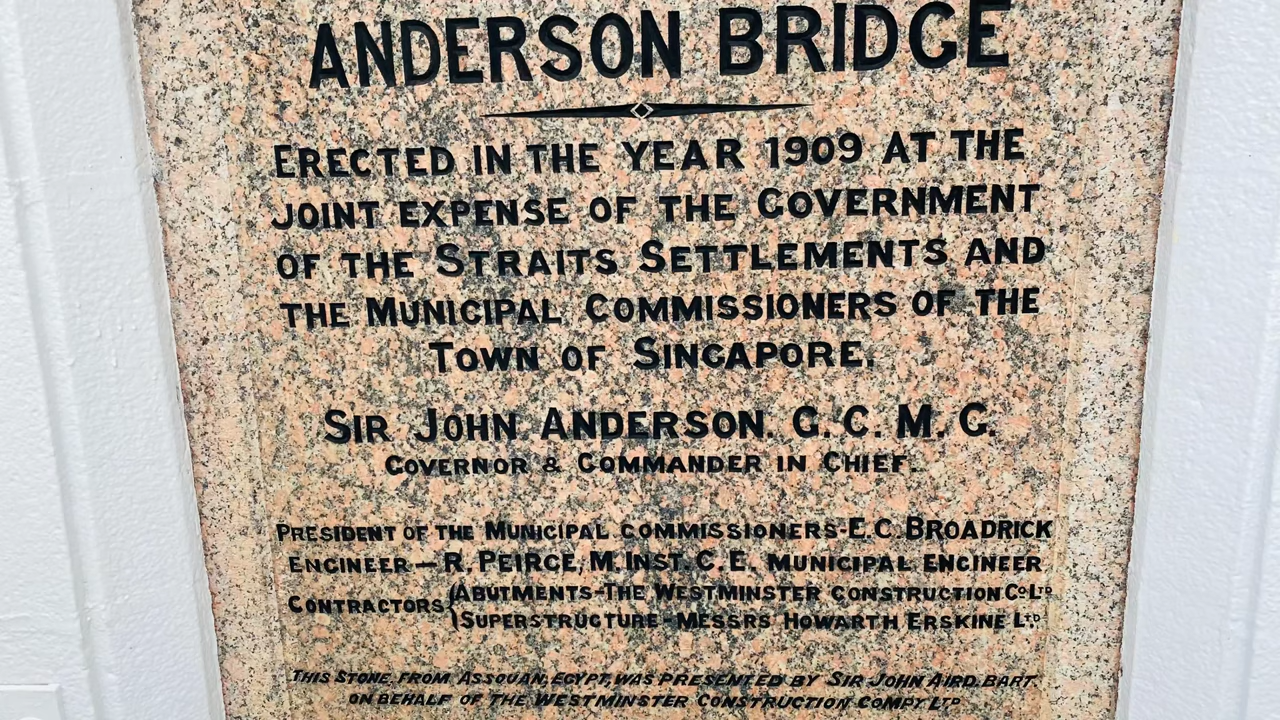 ANDERSON BRIDGE
ERECTED IN THE YEAR 1909 AT THE
JOINT EXPENSE OF THE GOVERNMENT
OF THE STRAITS SETTLEMENTS AND
THE MUNICIPAL COMMISSIONERS OF THE
TOWN OF SINGAPORE.
SIR JOHN ANDERSON. G.C.M.G.
GOVERNOR & COMMANDER IN CHIEF.
PRESIDENT OF THE MUNICIPAL COMMISSIONERS-E.C. BROADRICK
ENGINEER — R. PEIRCE, M. INST. C.E. MUNICIPAL ENGINEER
CONTRACTORS {ABUTMENTS-THE WESTMINSTER CONSTRUCTION CO LTD
SUPERSTRUCTURE-MESSRS HOWARTH ERSKINE LTD
THIS STONE, FROM ASSOUAN, EGYPT, WAS PRESENTED BY SIR JOHN AIRD. BART.
ON BEHALF OF THE WESTMINSTER CONSTRUCTION COMPY LTD